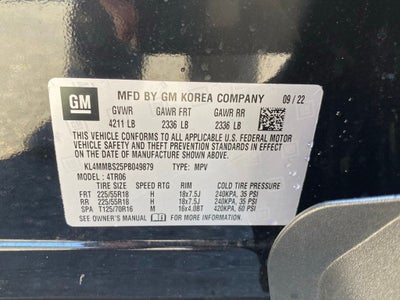 GM
MFD BY GM KOREA COMPANY 09/22
GVWR GAWR FRT GAWR RR
4211 LB 2336 LB 2336 LB
THIS VEHICLE CONFORMS TO ALL APPLICABLE U.S. FEDERAL MOTOR
VEHICLE SAFETY AND THEFT PREVENTION STANDARDS IN EFFECT ON
THE DATE OF MANUFACTURE SHOWN ABOVE.
KL4MMBS25PB049879 TYPE: MPV
MODEL: 4TR06
TIRE SIZE SPEED RTG RIM COLD TIRE PRESSURE
FRT 225/55R18 H 18x7.5J 240KPA, 35 PSI
RR 225/55R18 H 18x7.5J 240KPA, 35 PSI
SPA T125/70R16 M 16x4.0BT 420KPA, 60 PSI
SEE OWNER'S MANUAL FOR ADDITIONAL INFORMATION.